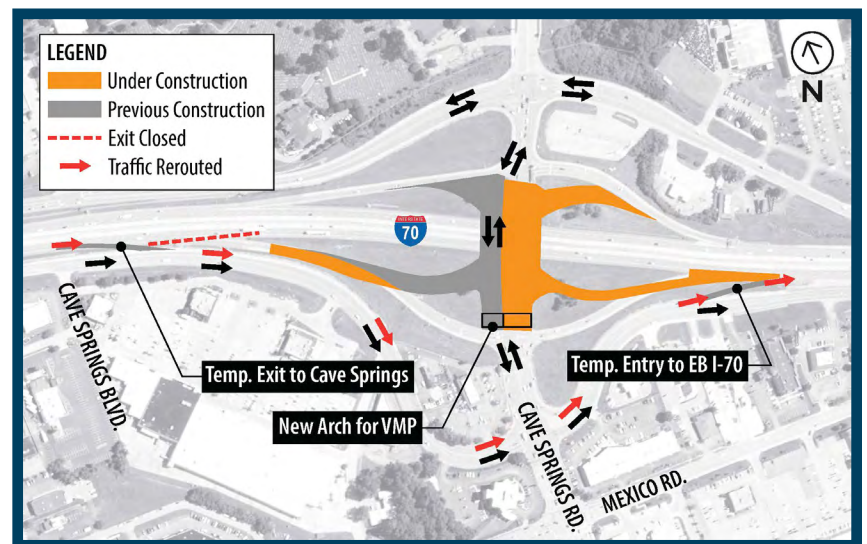 LEGEND
Under Construction
Previous Construction
Exit Closed
Traffic Rerouted
N
INTERSTATE
70
CAVE SPRINGS BLVD.
Temp. Exit to Cave Springs
New Arch for VMP
Temp. Entry to EB I-70
CAVE SPRINGS RD.
MEXICO RD.